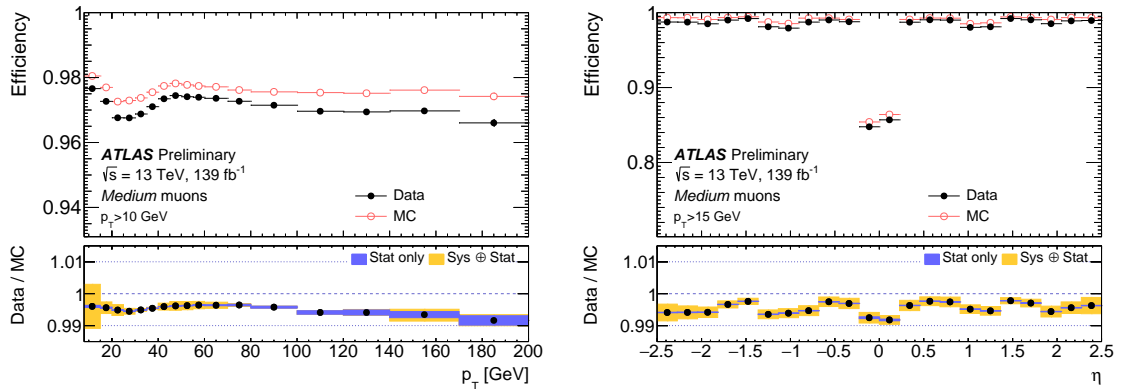 Efficiency
1
0.98
0.96
0.94
ATLAS Preliminary
√s = 13 TeV, 139 fb⁻¹
Medium muons
p_T>10 GeV
Data
MC
Data / MC
1.01
1
0.99
Stat only
Sys ⊕ Stat
20 40 60 80 100 120 140 160 180 200
p_T [GeV]
Efficiency
1
0.9
0.8
ATLAS Preliminary
√s = 13 TeV, 139 fb⁻¹
Medium muons
p_T>15 GeV
Data
MC
Data / MC
1.01
1
0.99
Stat only
Sys ⊕ Stat
−2.5 −2 −1.5 −1 −0.5 0 0.5 1 1.5 2 2.5
η